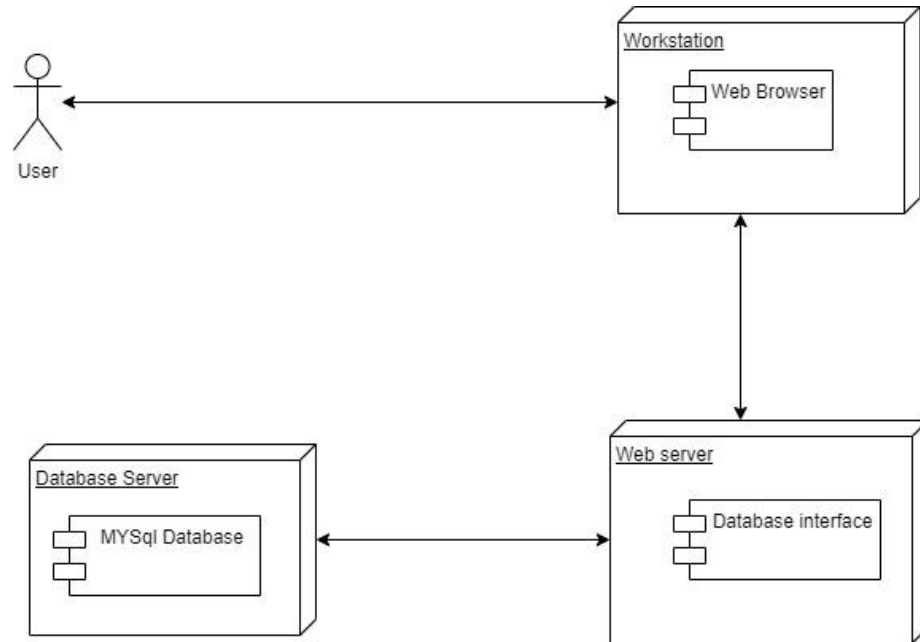 Workstation
Web Browser
User
Web server
Database interface
Database Server
MYSql Database